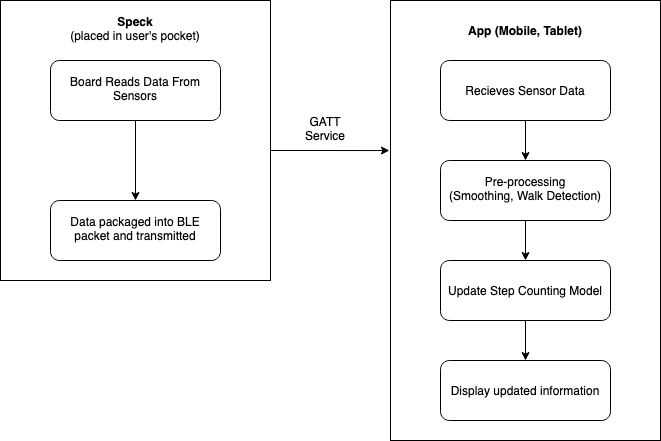 Speck
(placed in user's pocket)
Board Reads Data From
Sensors
Data packaged into BLE
packet and transmitted
GATT
Service
App (Mobile, Tablet)
Recieves Sensor Data
Pre-processing
(Smoothing, Walk Detection)
Update Step Counting Model
Display updated information